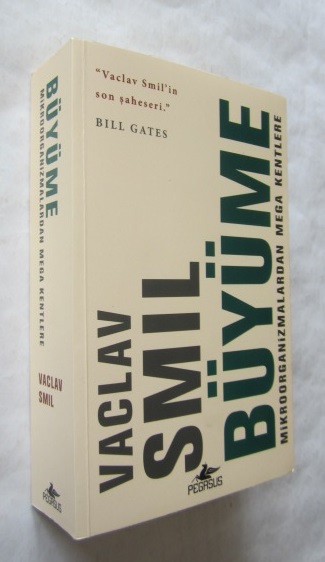 BÜYÜME
MİKROORGANİZMALARDAN MEGA KENTLERE
VACLAV
SMIL
PEGASUS
"Vaclav Smil'in
son şaheseri."
BILL GATES
VACLAV
SMIL
BÜYÜME
MİKROORGANİZMALARDAN MEGA KENTLERE
PEGASUS